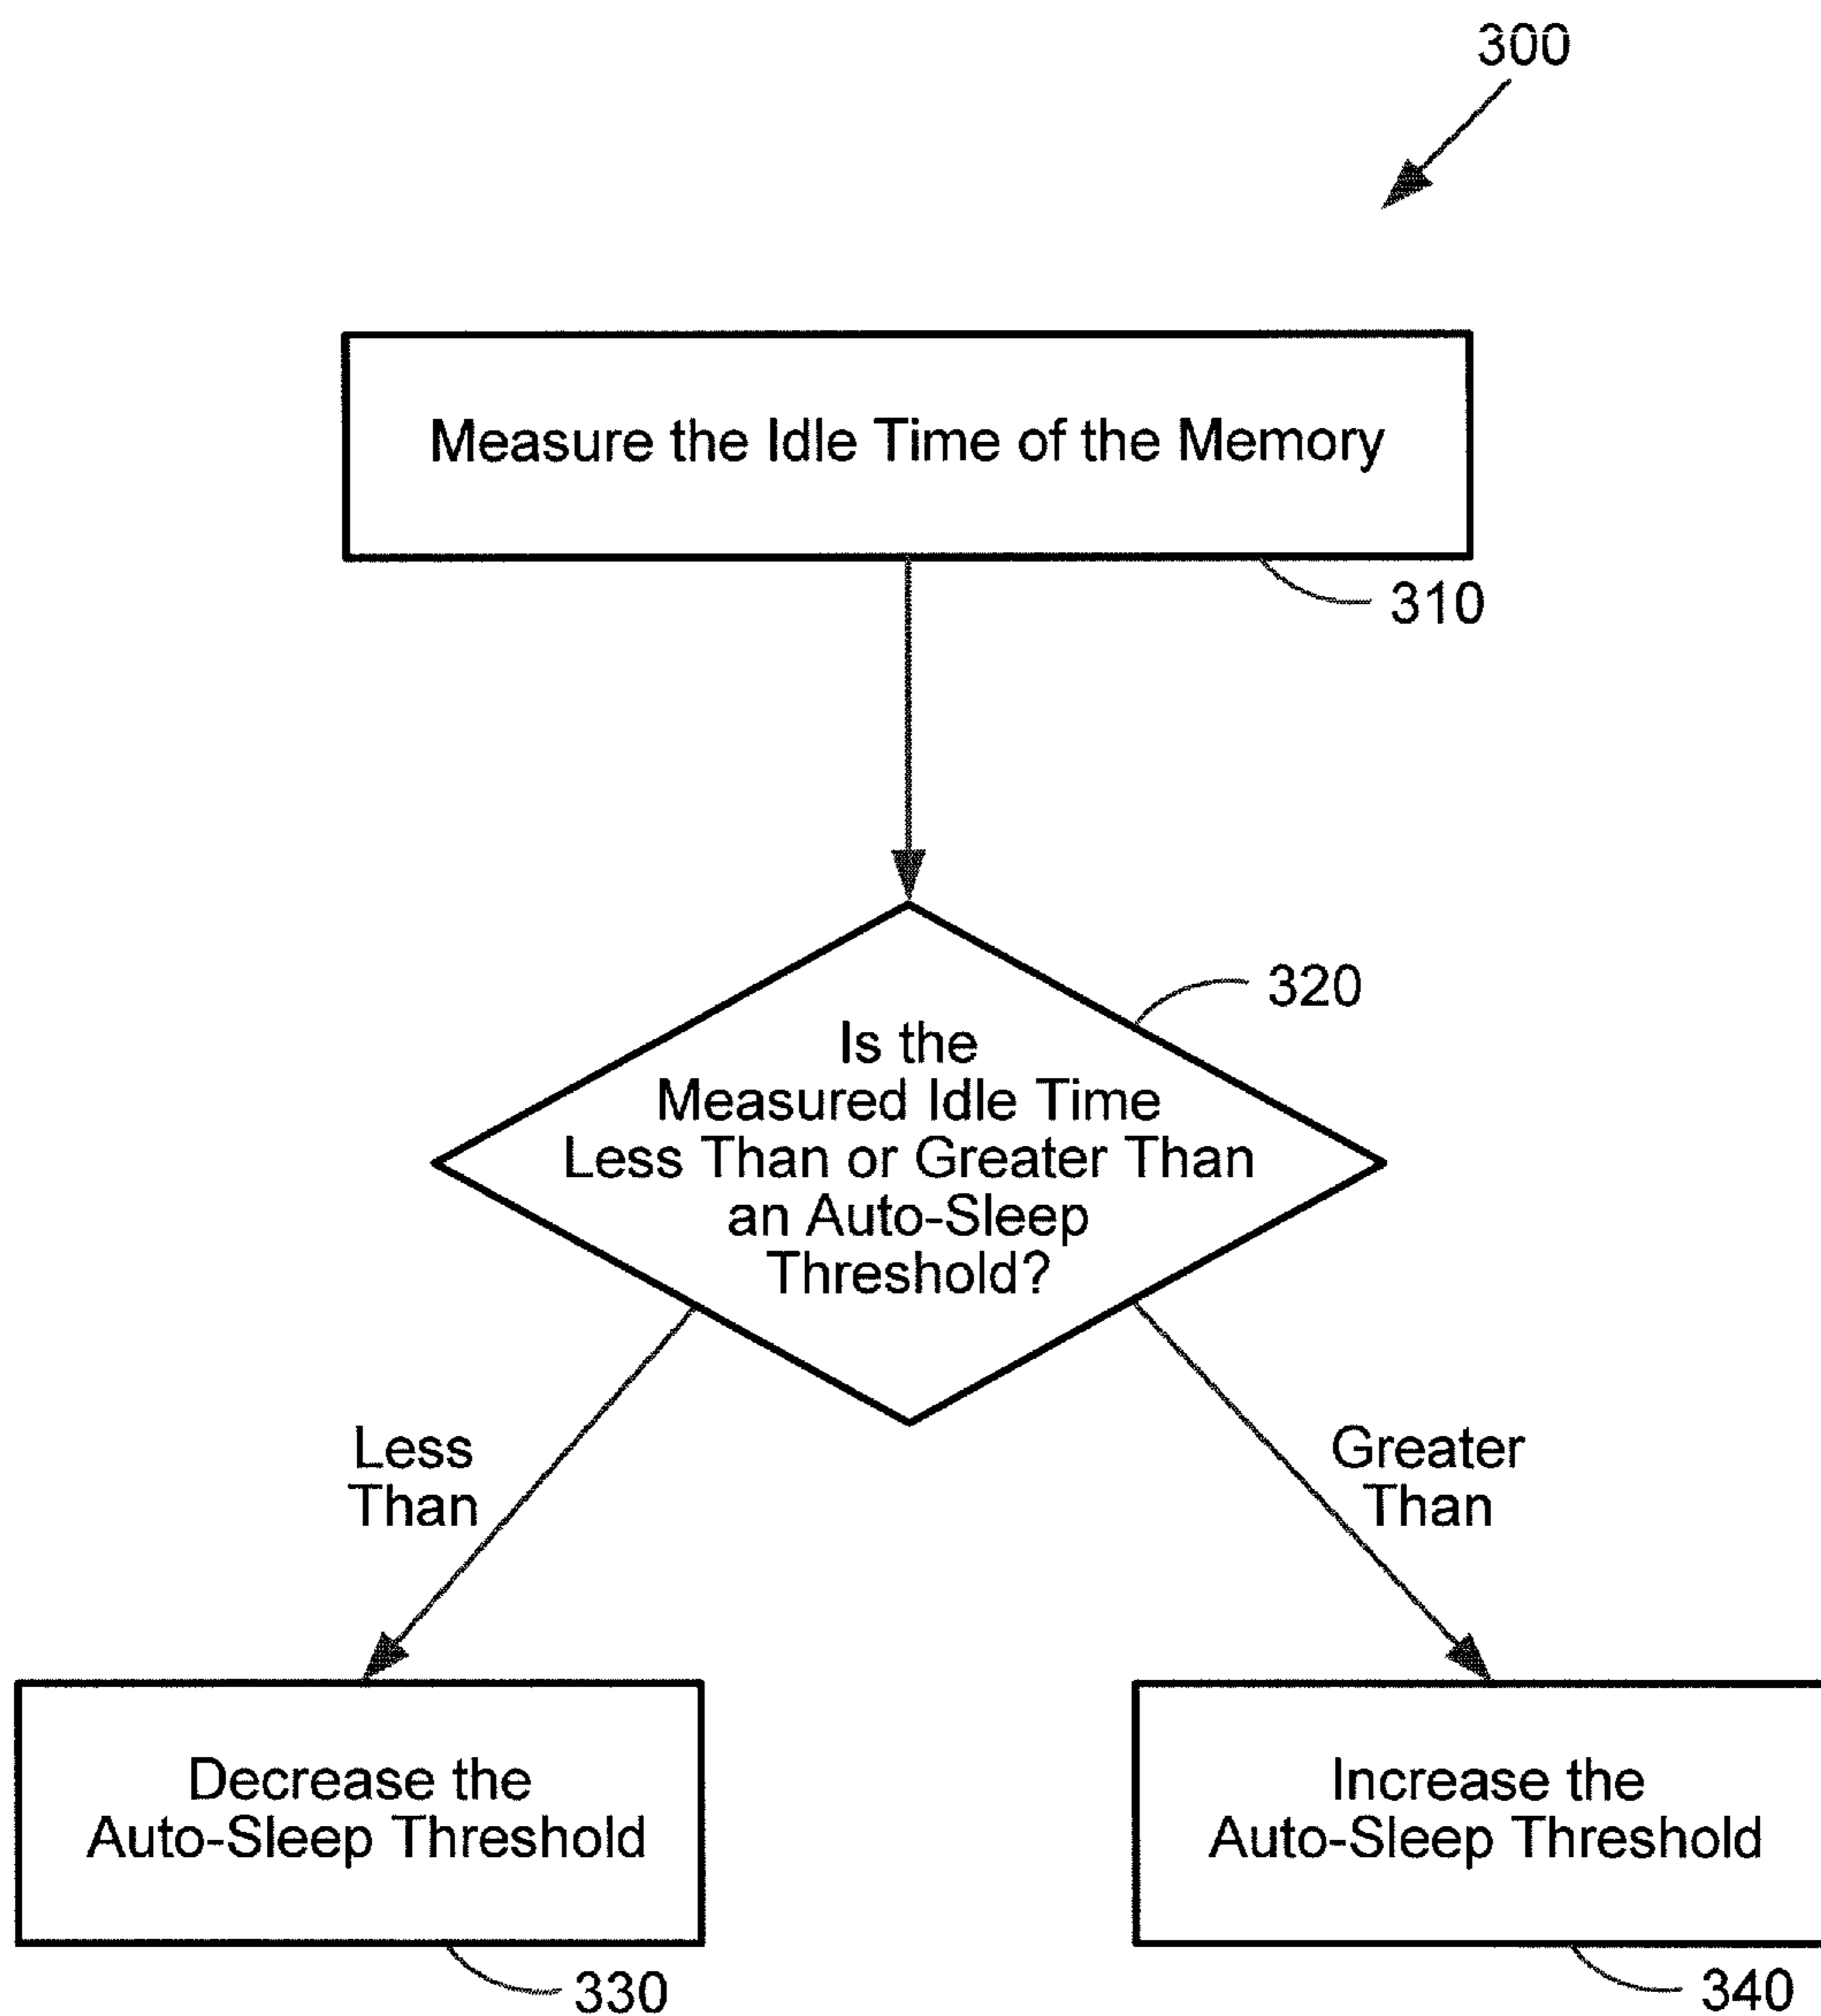 300
Measure the Idle Time of the Memory
310
320
Is the
Measured Idle Time
Less Than or Greater Than
an Auto-Sleep
Threshold?
Less
Than
Greater
Than
Decrease the
Auto-Sleep Threshold
330
Increase the
Auto-Sleep Threshold
340